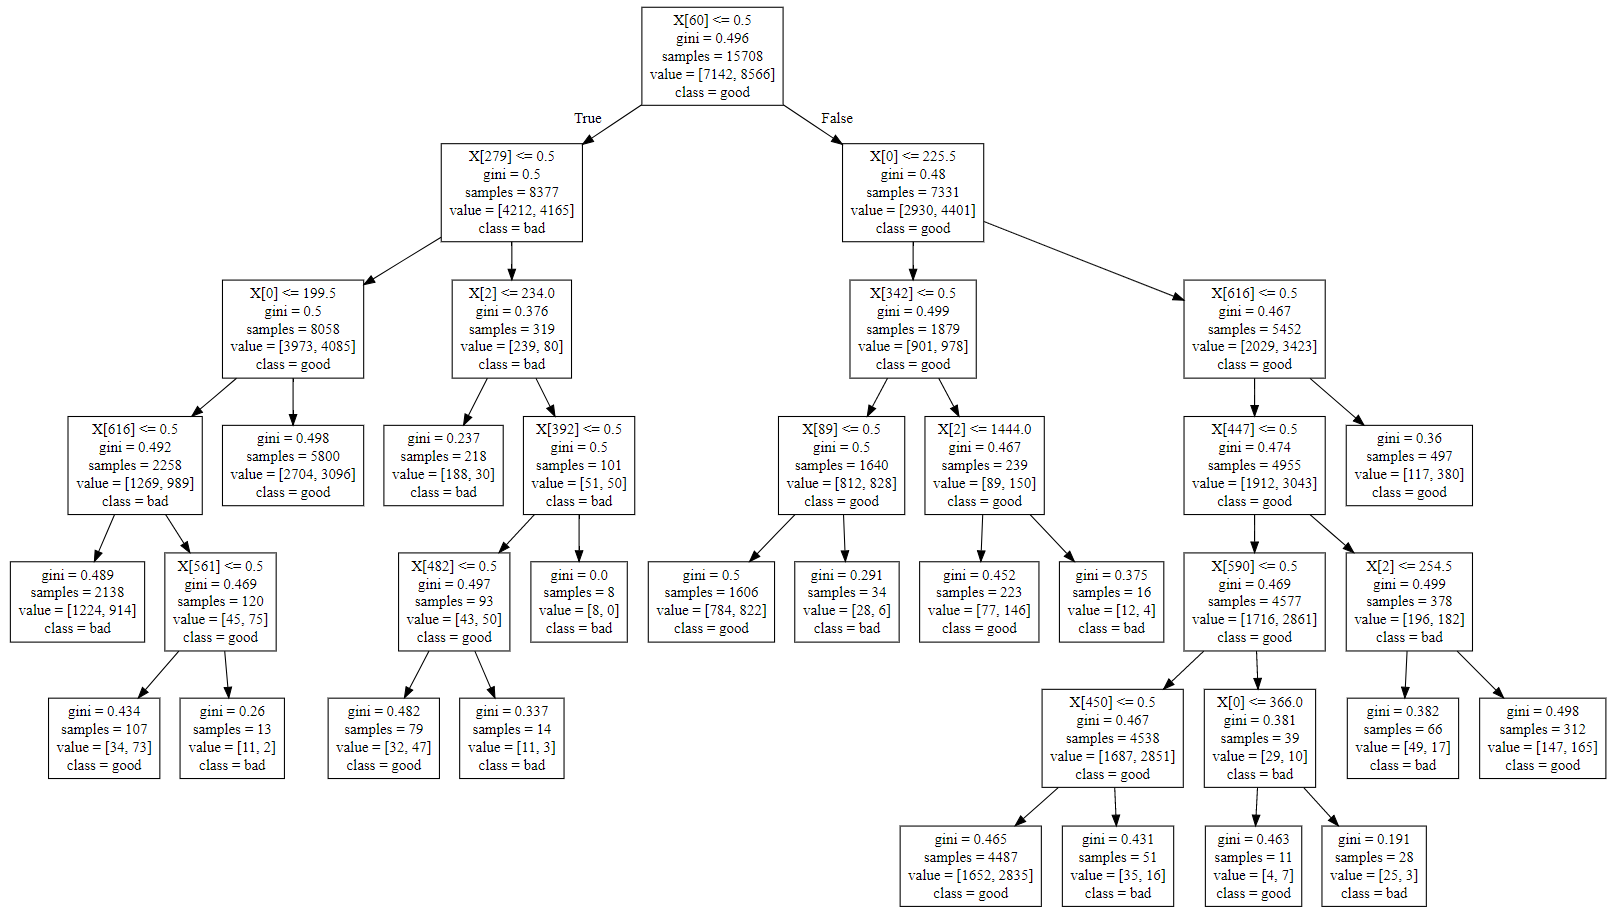 X[60] <= 0.5
gini = 0.496
samples = 15708
value = [7142, 8566]
class = good
True
False
X[279] <= 0.5
gini = 0.5
samples = 8377
value = [4212, 4165]
class = bad
X[0] <= 225.5
gini = 0.48
samples = 7331
value = [2930, 4401]
class = good
X[0] <= 199.5
gini = 0.5
samples = 8058
value = [3973, 4085]
class = good
X[2] <= 234.0
gini = 0.376
samples = 319
value = [239, 80]
class = bad
X[342] <= 0.5
gini = 0.499
samples = 1879
value = [901, 978]
class = good
X[616] <= 0.5
gini = 0.467
samples = 5452
value = [2029, 3423]
class = good
X[616] <= 0.5
gini = 0.492
samples = 2258
value = [1269, 989]
class = bad
gini = 0.498
samples = 5800
value = [2704, 3096]
class = good
gini = 0.237
samples = 218
value = [188, 30]
class = bad
X[392] <= 0.5
gini = 0.5
samples = 101
value = [51, 50]
class = bad
X[89] <= 0.5
gini = 0.5
samples = 1640
value = [812, 828]
class = good
X[2] <= 1444.0
gini = 0.467
samples = 239
value = [89, 150]
class = good
X[447] <= 0.5
gini = 0.474
samples = 4955
value = [1912, 3043]
class = good
gini = 0.36
samples = 497
value = [117, 380]
class = good
gini = 0.489
samples = 2138
value = [1224, 914]
class = bad
X[561] <= 0.5
gini = 0.469
samples = 120
value = [45, 75]
class = good
X[482] <= 0.5
gini = 0.497
samples = 93
value = [43, 50]
class = good
gini = 0.0
samples = 8
value = [8, 0]
class = bad
gini = 0.5
samples = 1606
value = [784, 822]
class = good
gini = 0.291
samples = 34
value = [28, 6]
class = bad
gini = 0.452
samples = 223
value = [77, 146]
class = good
gini = 0.375
samples = 16
value = [12, 4]
class = bad
X[590] <= 0.5
gini = 0.469
samples = 4577
value = [1716, 2861]
class = good
X[2] <= 254.5
gini = 0.499
samples = 378
value = [196, 182]
class = bad
gini = 0.434
samples = 107
value = [34, 73]
class = good
gini = 0.26
samples = 13
value = [11, 2]
class = bad
gini = 0.482
samples = 79
value = [32, 47]
class = good
gini = 0.337
samples = 14
value = [11, 3]
class = bad
X[450] <= 0.5
gini = 0.467
samples = 4538
value = [1687, 2851]
class = good
X[0] <= 366.0
gini = 0.381
samples = 39
value = [29, 10]
class = bad
gini = 0.382
samples = 66
value = [49, 17]
class = bad
gini = 0.498
samples = 312
value = [147, 165]
class = good
gini = 0.465
samples = 4487
value = [1652, 2835]
class = good
gini = 0.431
samples = 51
value = [35, 16]
class = bad
gini = 0.463
samples = 11
value = [4, 7]
class = good
gini = 0.191
samples = 28
value = [25, 3]
class = bad